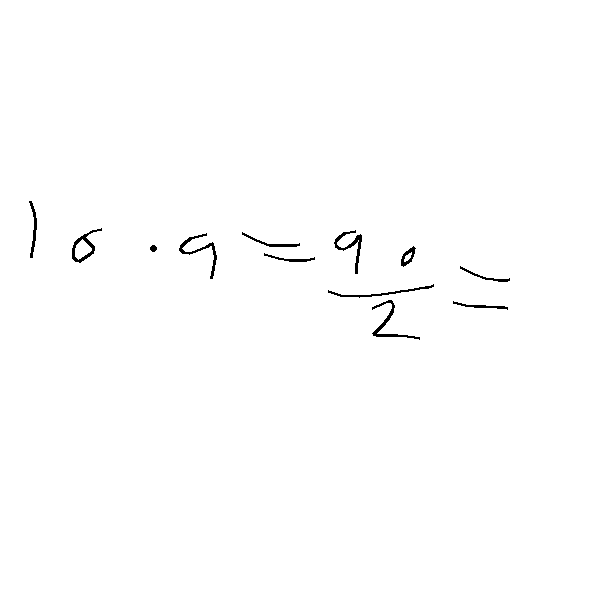 10 · 9 = 90/2 =